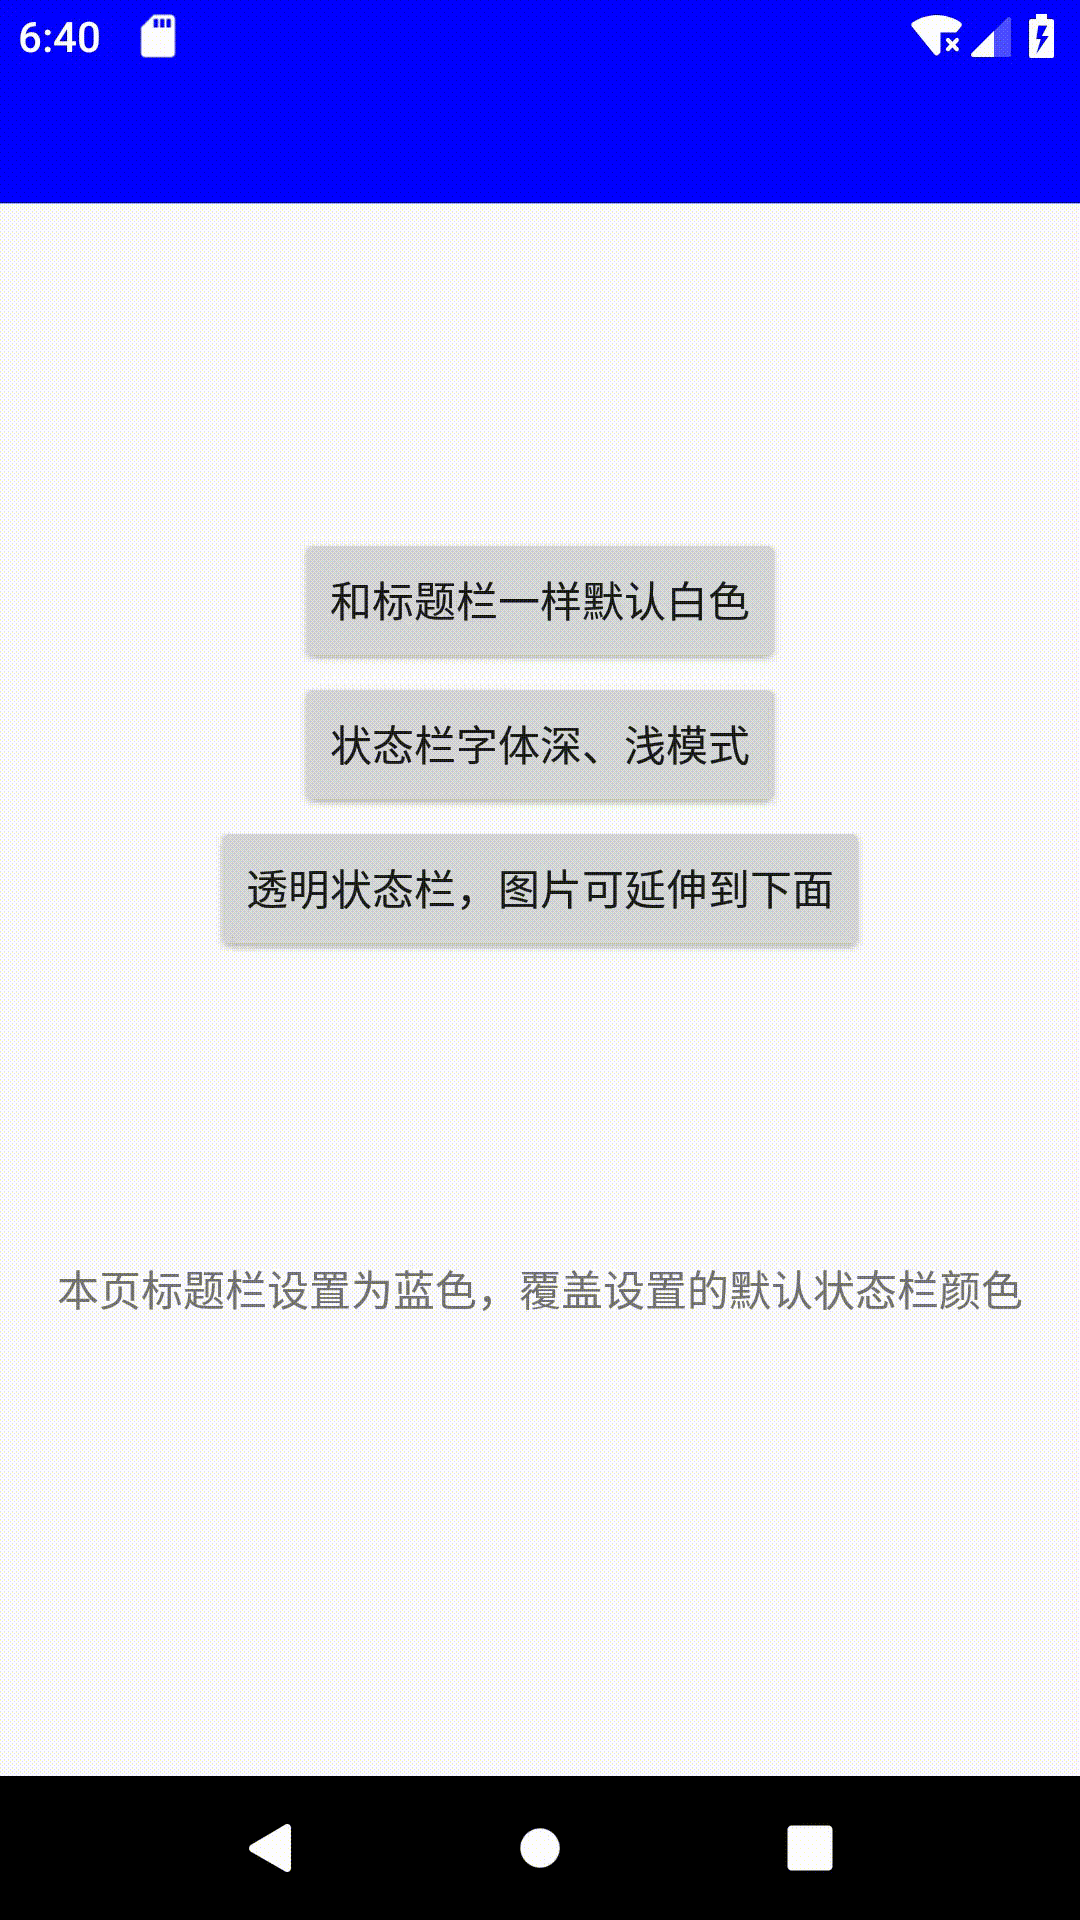 6:40
和标题栏一样默认白色
状态栏字体深、浅模式
透明状态栏，图片可延伸到下面
本页标题栏设置为蓝色，覆盖设置的默认状态栏颜色